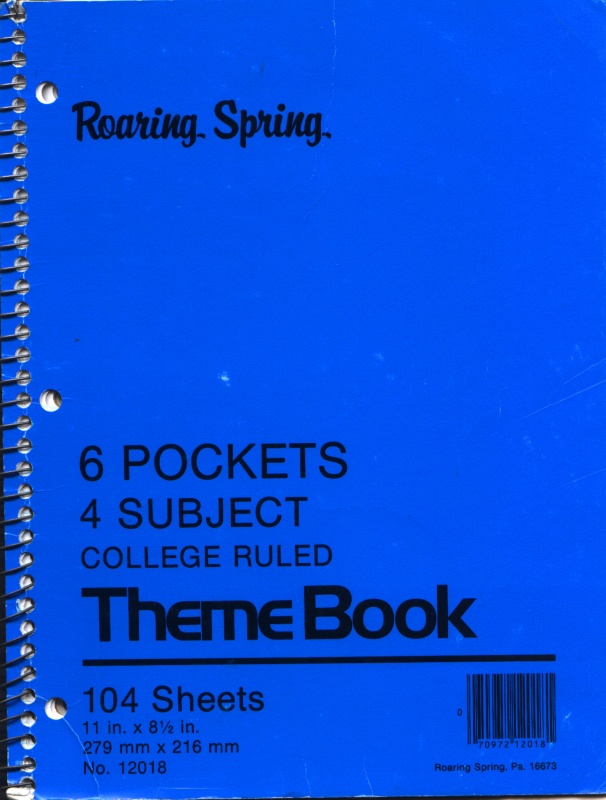 Roaring Spring
6 POCKETS
4 SUBJECT
COLLEGE RULED
Theme Book
104 Sheets
11 in. x 8½ in.
279 mm x 216 mm
No. 12018
0 70972 12018
Roaring Spring, Pa. 16673